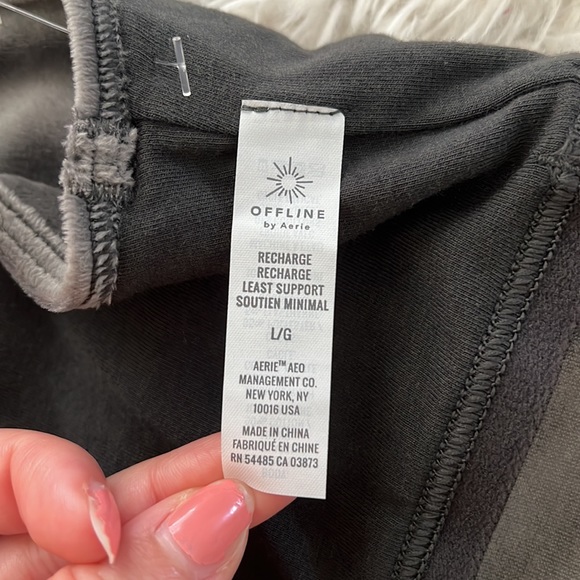 OFFLINE
by Aerie
RECHARGE
RECHARGE
LEAST SUPPORT
SOUTIEN MINIMAL
L/G
AERIE™ AEO
MANAGEMENT CO.
NEW YORK, NY
10016 USA
MADE IN CHINA
FABRIQUÉ EN CHINE
RN 54485 CA 03873